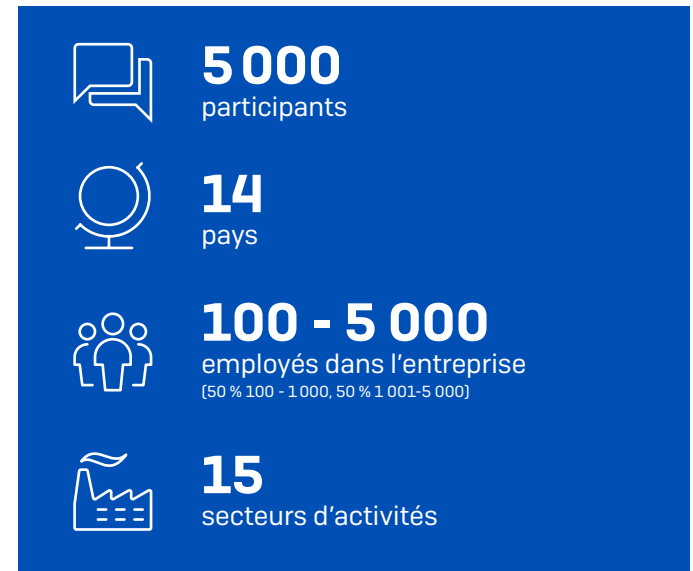 5 000
participants
14
pays
100 - 5 000
employés dans l'entreprise
(50 % 100 - 1 000, 50 % 1 001-5 000)
15
secteurs d'activités